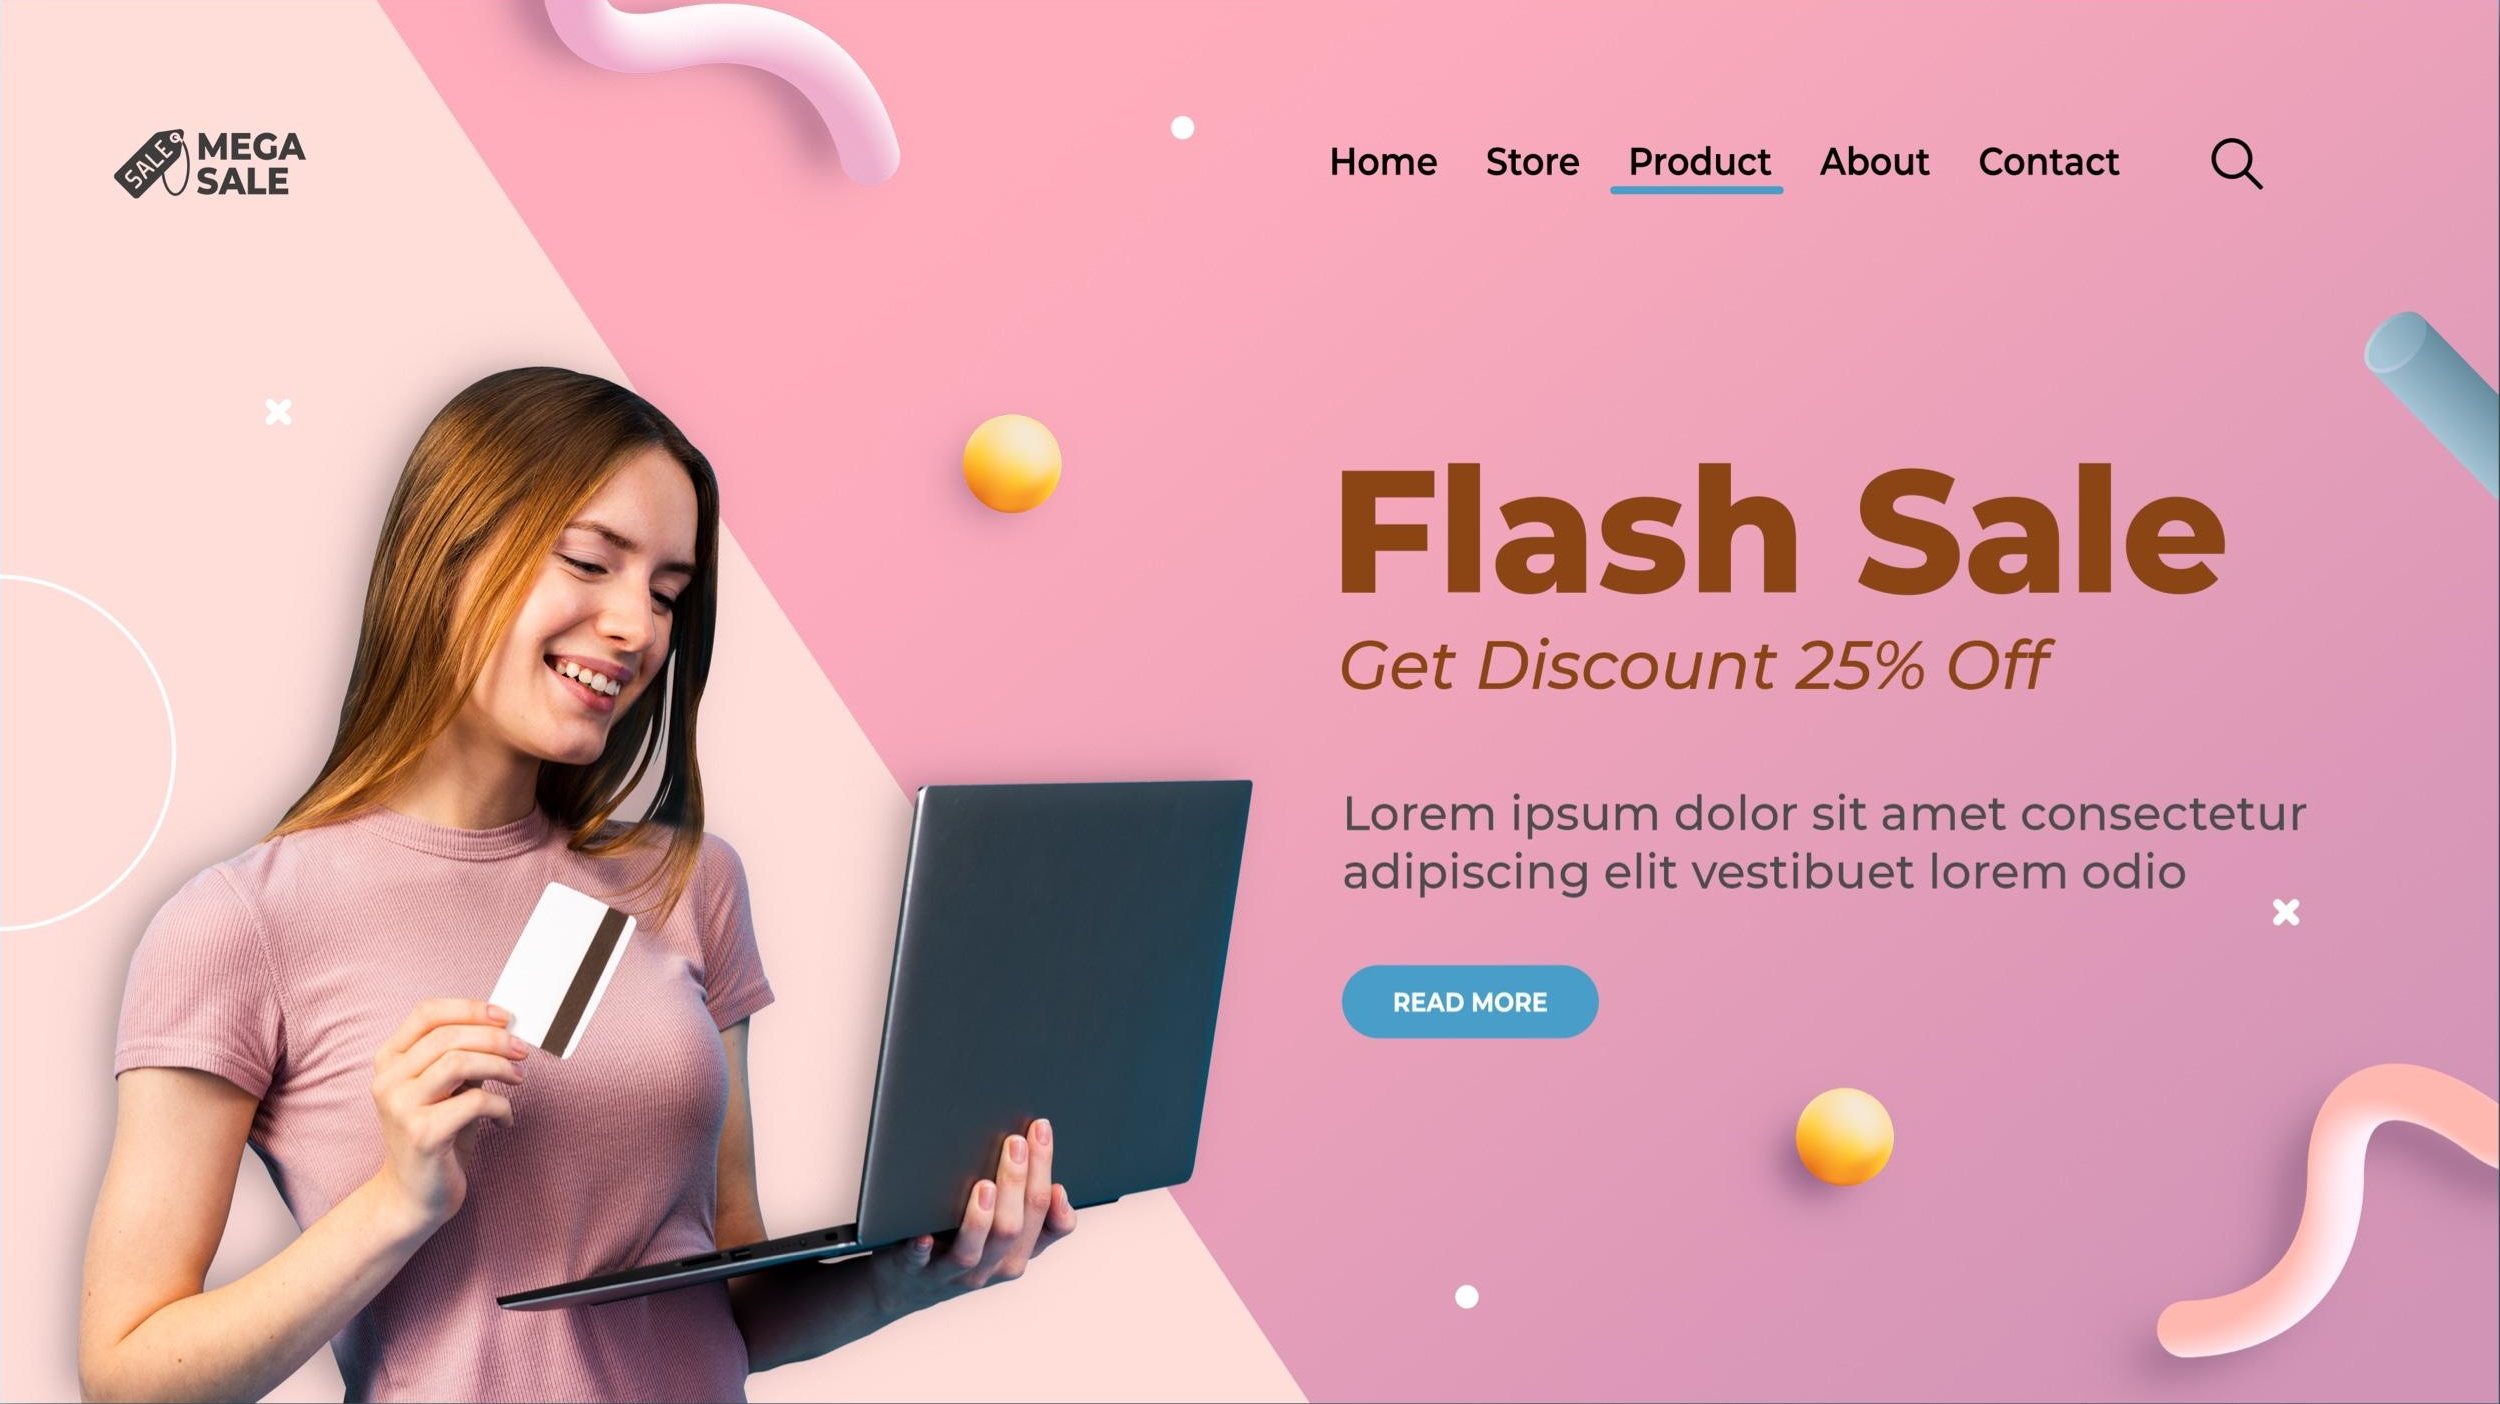 SALE
MEGA
SALE
Home Store Product About Contact
Flash Sale
Get Discount 25% Off
Lorem ipsum dolor sit amet consectetur
adipiscing elit vestibuet lorem odio
READ MORE